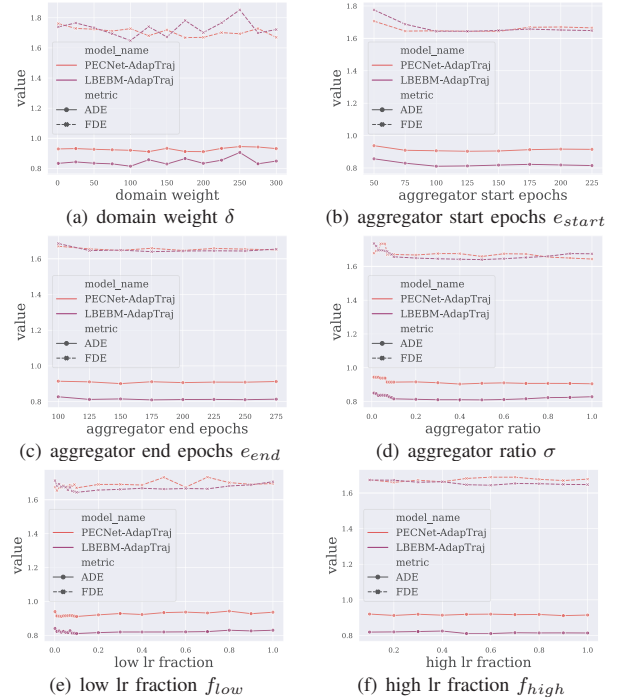 value
1.8
1.6
1.4
1.2
1.0
0.8
model_name
PECNet-AdapTraj
LBEBM-AdapTraj
metric
ADE
FDE
0 50 100 150 200 250 300
domain weight
(a) domain weight δ
value
1.6
1.4
1.2
1.0
0.8
model_name
PECNet-AdapTraj
LBEBM-AdapTraj
metric
ADE
FDE
50 75 100 125 150 175 200 225
aggregator start epochs
(b) aggregator start epochs e_start
value
1.6
1.4
1.2
1.0
0.8
model_name
PECNet-AdapTraj
LBEBM-AdapTraj
metric
ADE
FDE
100 125 150 175 200 225 250 275
aggregator end epochs
(c) aggregator end epochs e_end
value
1.6
1.4
1.2
1.0
0.8
model_name
PECNet-AdapTraj
LBEBM-AdapTraj
metric
ADE
FDE
0.0 0.2 0.4 0.6 0.8 1.0
aggregator ratio
(d) aggregator ratio σ
value
1.6
1.4
1.2
1.0
0.8
model_name
PECNet-AdapTraj
LBEBM-AdapTraj
metric
ADE
FDE
0.0 0.2 0.4 0.6 0.8 1.0
low lr fraction
(e) low lr fraction f_low
value
1.6
1.4
1.2
1.0
0.8
model_name
PECNet-AdapTraj
LBEBM-AdapTraj
metric
ADE
FDE
0.2 0.4 0.6 0.8 1.0
high lr fraction
(f) high lr fraction f_high